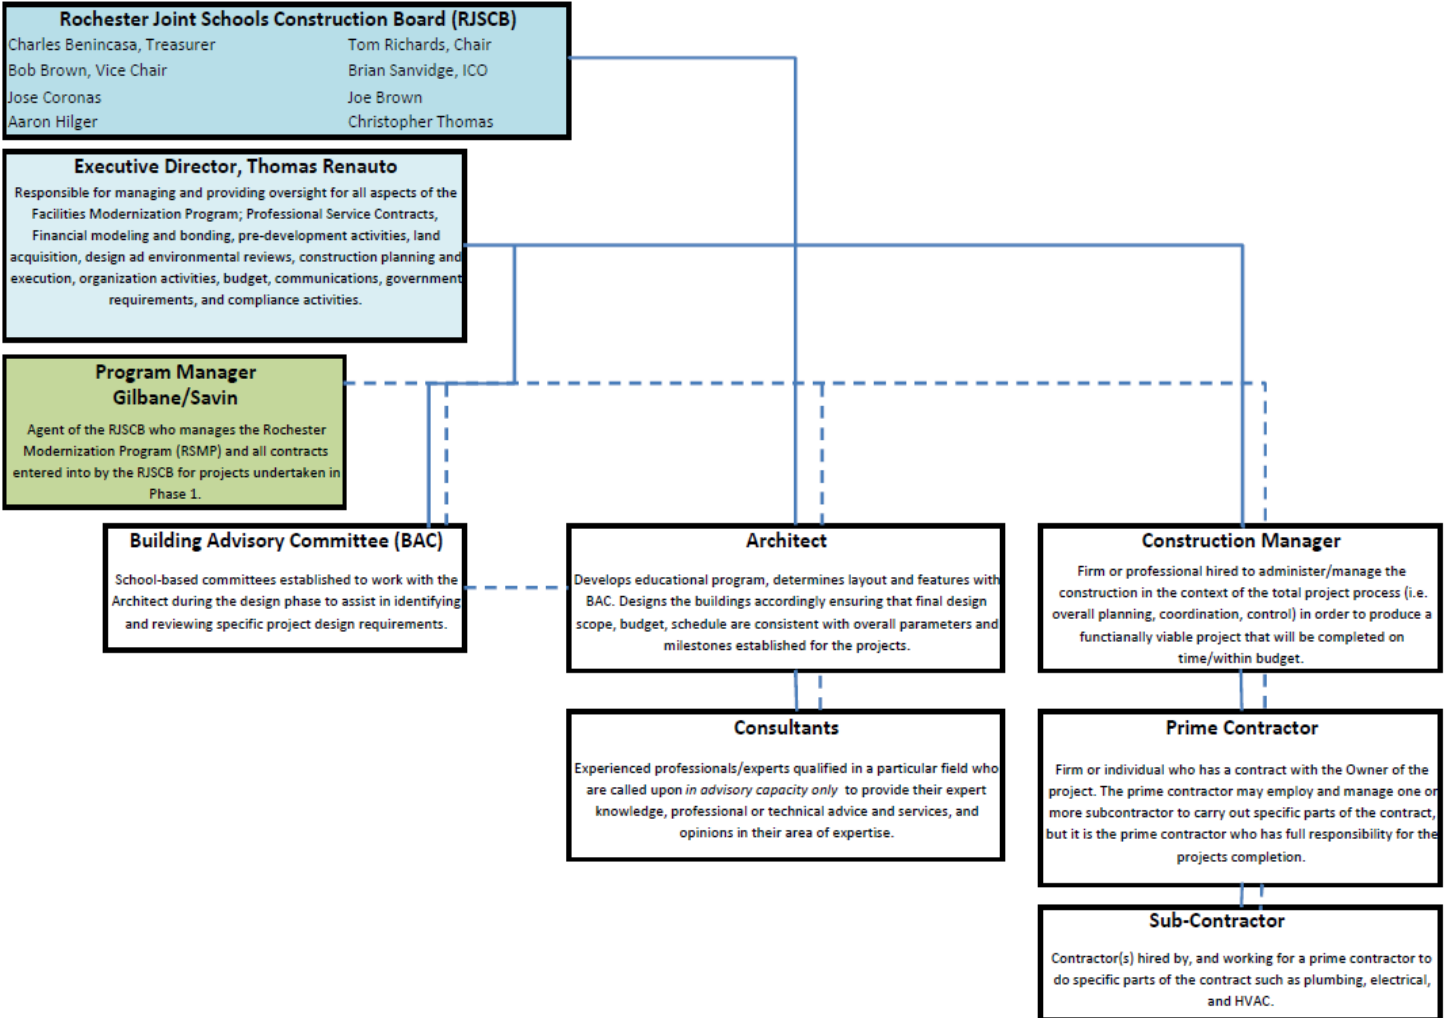 Rochester Joint Schools Construction Board (RJSCB)
Charles Benincasa, Treasurer Tom Richards, Chair
Bob Brown, Vice Chair Brian Sanvidge, ICO
Jose Coronas Joe Brown
Aaron Hilger Christopher Thomas
Executive Director, Thomas Renauto
Responsible for managing and providing oversight for all aspects of the
Facilities Modernization Program; Professional Service Contracts,
Financial modeling and bonding, pre-development activities, land
acquisition, design ad environmental reviews, construction planning and
execution, organization activities, budget, communications, government
requirements, and compliance activities.
Program Manager
Gilbane/Savin
Agent of the RJSCB who manages the Rochester
Modernization Program (RSMP) and all contracts
entered into by the RJSCB for projects undertaken in
Phase 1.
Building Advisory Committee (BAC)
School-based committees established to work with the
Architect during the design phase to assist in identifying
and reviewing specific project design requirements.
Architect
Develops educational program, determines layout and features with
BAC. Designs the buildings accordingly ensuring that final design
scope, budget, schedule are consistent with overall parameters and
milestones established for the projects.
Construction Manager
Firm or professional hired to administer/manage the
construction in the context of the total project process (i.e.
overall planning, coordination, control) in order to produce a
functianally viable project that will be completed on
time/within budget.
Consultants
Experienced professionals/experts qualified in a particular field who
are called upon in advisory capacity only to provide their expert
knowledge, professional or technical advice and services, and
opinions in their area of expertise.
Prime Contractor
Firm or individual who has a contract with the Owner of the
project. The prime contractor may employ and manage one or
more subcontractor to carry out specific parts of the contract,
but it is the prime contractor who has full responsibility for the
projects completion.
Sub-Contractor
Contractor(s) hired by, and working for a prime contractor to
do specific parts of the contract such as plumbing, electrical,
and HVAC.